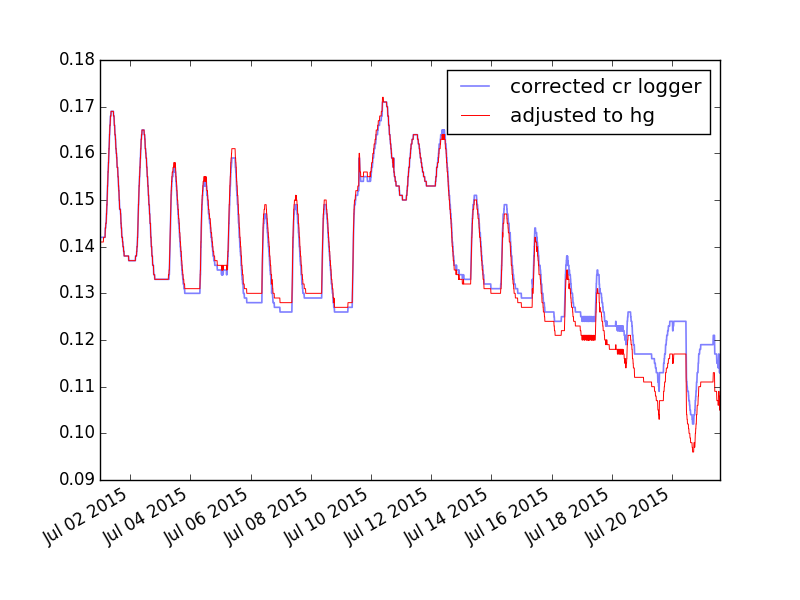 0.18
0.17
0.16
0.15
0.14
0.13
0.12
0.11
0.10
0.09
corrected cr logger
adjusted to hg
Jul 02 2015
Jul 04 2015
Jul 06 2015
Jul 08 2015
Jul 10 2015
Jul 12 2015
Jul 14 2015
Jul 16 2015
Jul 18 2015
Jul 20 2015